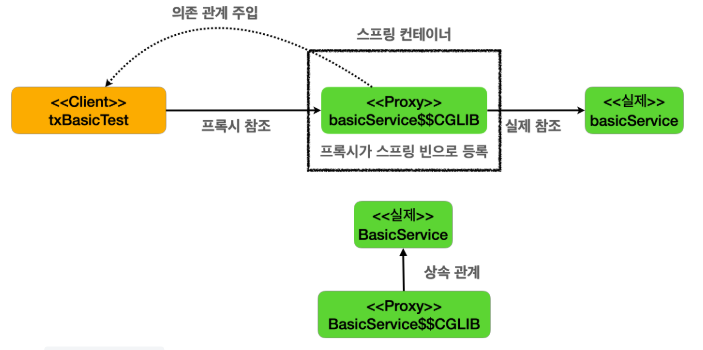 의존 관계 주입
스프링 컨테이너
<<Client>>
txBasicTest
프록시 참조
<<Proxy>>
basicService$$CGLIB
프록시가 스프링 빈으로 등록
실제 참조
<<실제>>
basicService
<<실제>>
BasicService
상속 관계
<<Proxy>>
BasicService$$CGLIB